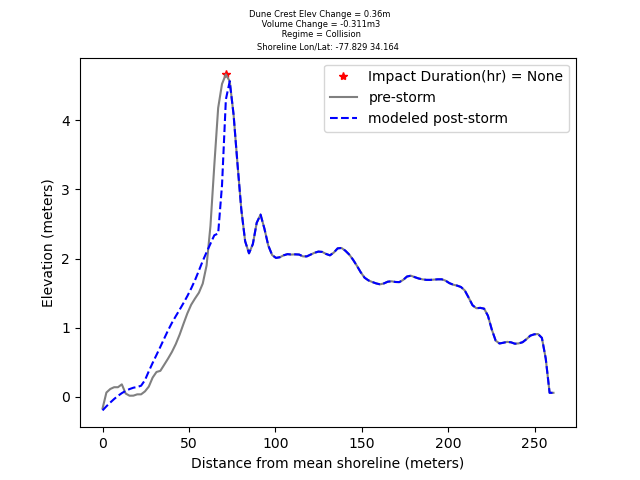 Dune Crest Elev Change = 0.36m
Volume Change = -0.311m3
Regime = Collision
Shoreline Lon/Lat: -77.829 34.164
Impact Duration(hr) = None
pre-storm
modeled post-storm
Elevation (meters)
4
3
2
1
0
0 50 100 150 200 250
Distance from mean shoreline (meters)